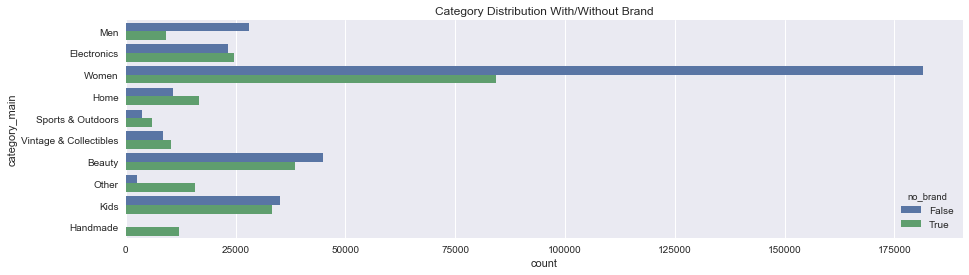 Category Distribution With/Without Brand
category_main
Men
Electronics
Women
Home
Sports & Outdoors
Vintage & Collectibles
Beauty
Other
Kids
Handmade
no_brand
False
True
0 25000 50000 75000 100000 125000 150000 175000
count